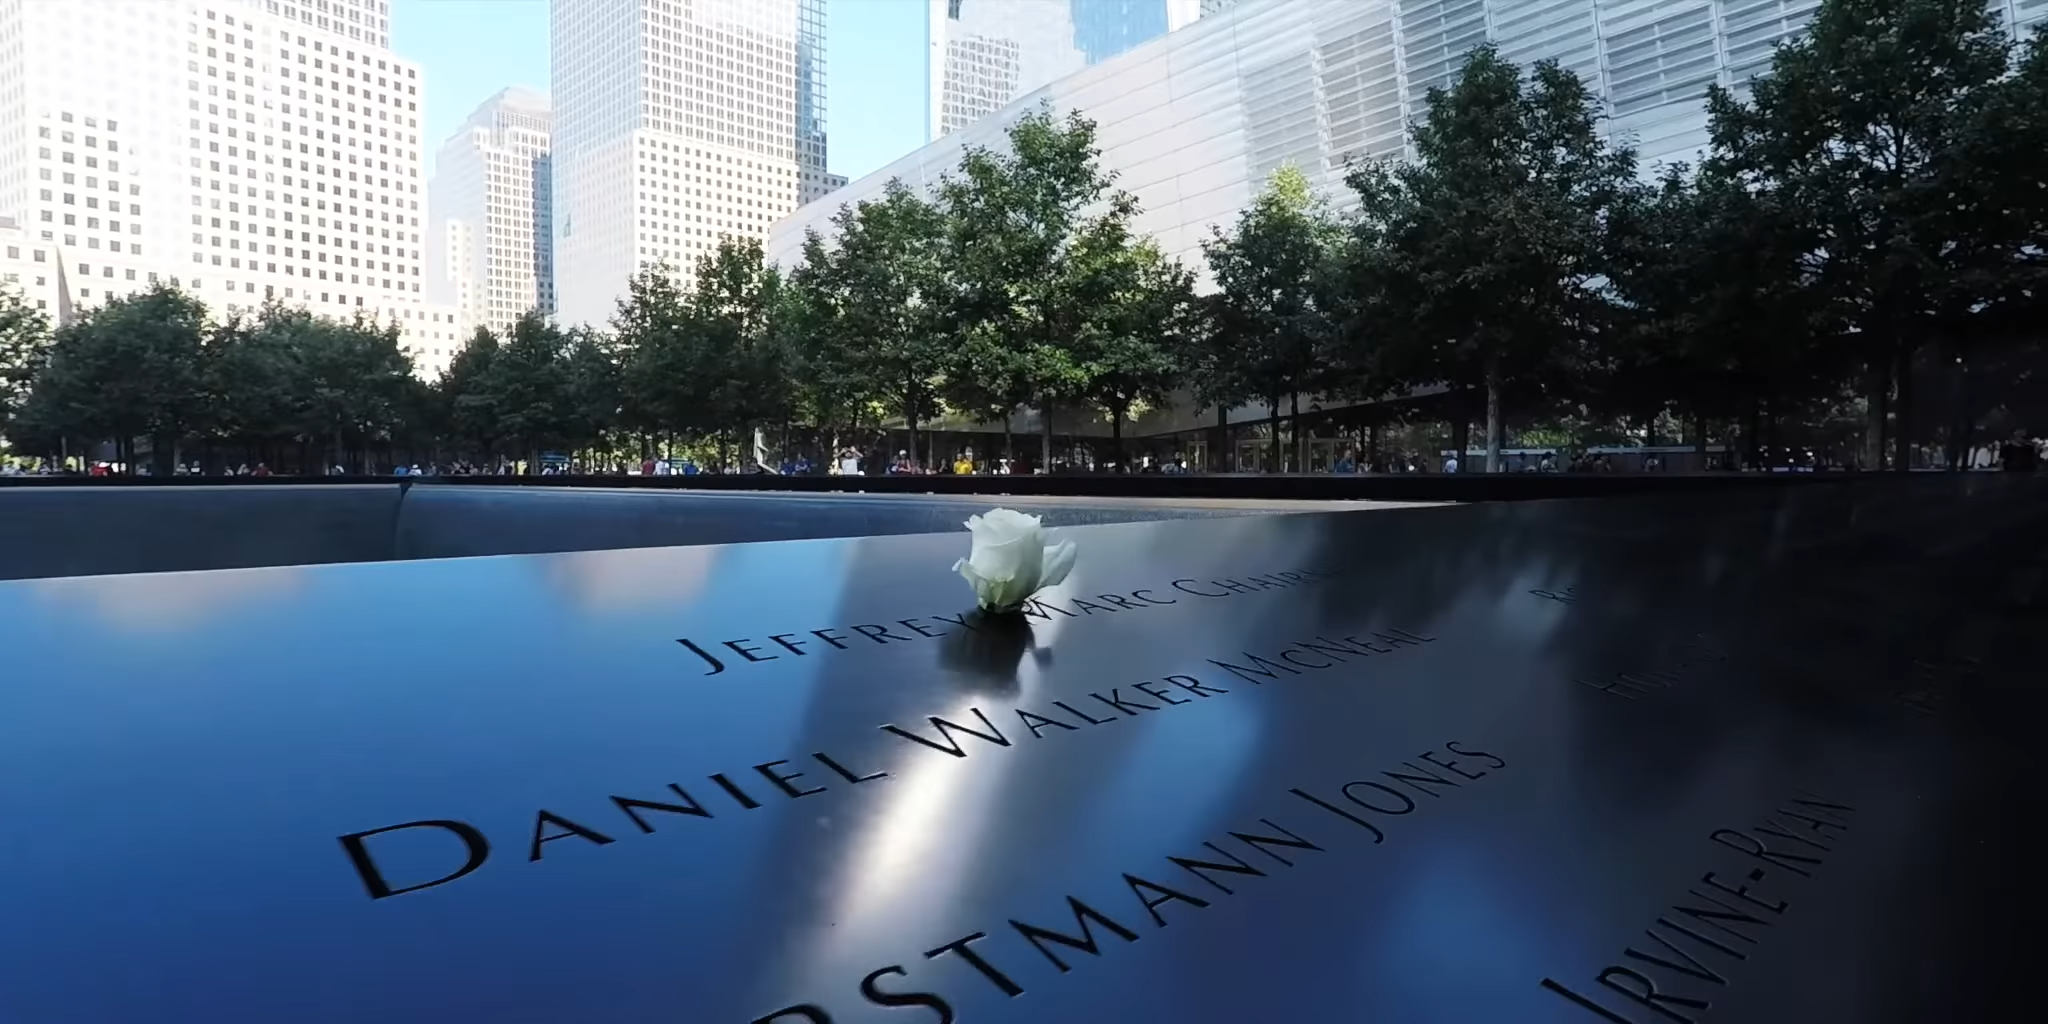 JEFFREY MARC CHAIRN
DANIEL WALKER MCNEAL
RSTMANN JONES
IRVINE-RYAN